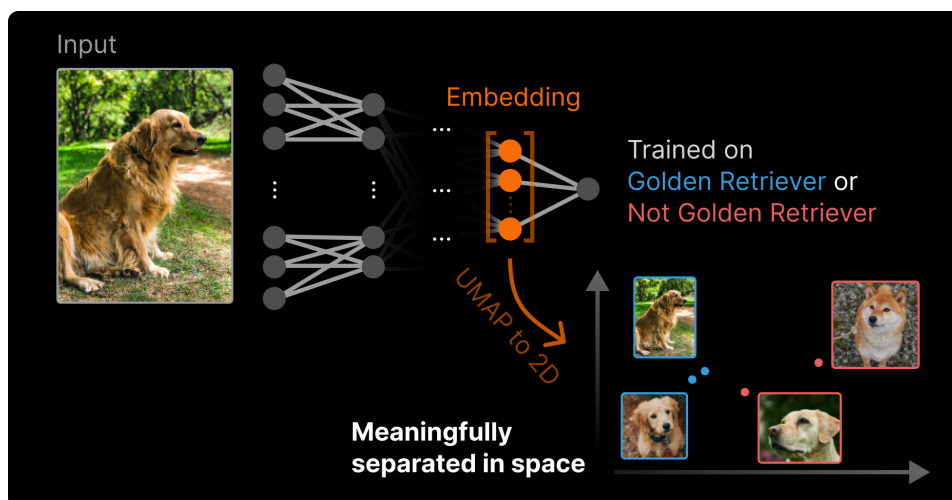 Input
Embedding
...
...
...
Trained on
Golden Retriever or
Not Golden Retriever
UMAP to 2D
Meaningfully
separated in space